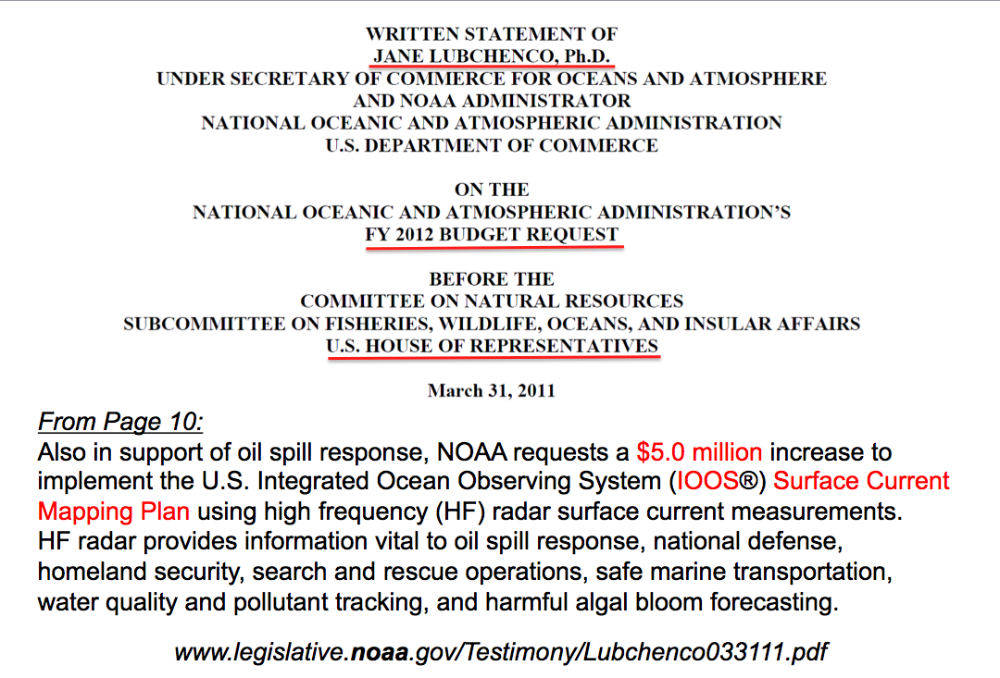 WRITTEN STATEMENT OF
JANE LUBCHENCO, Ph.D.
UNDER SECRETARY OF COMMERCE FOR OCEANS AND ATMOSPHERE
AND NOAA ADMINISTRATOR
NATIONAL OCEANIC AND ATMOSPHERIC ADMINISTRATION
U.S. DEPARTMENT OF COMMERCE
ON THE
NATIONAL OCEANIC AND ATMOSPHERIC ADMINISTRATION'S
FY 2012 BUDGET REQUEST
BEFORE THE
COMMITTEE ON NATURAL RESOURCES
SUBCOMMITTEE ON FISHERIES, WILDLIFE, OCEANS, AND INSULAR AFFAIRS
U.S. HOUSE OF REPRESENTATIVES
March 31, 2011
From Page 10:
Also in support of oil spill response, NOAA requests a $5.0 million increase to
implement the U.S. Integrated Ocean Observing System (IOOS®) Surface Current
Mapping Plan using high frequency (HF) radar surface current measurements.
HF radar provides information vital to oil spill response, national defense,
homeland security, search and rescue operations, safe marine transportation,
water quality and pollutant tracking, and harmful algal bloom forecasting.
www.legislative.noaa.gov/Testimony/Lubchenco033111.pdf